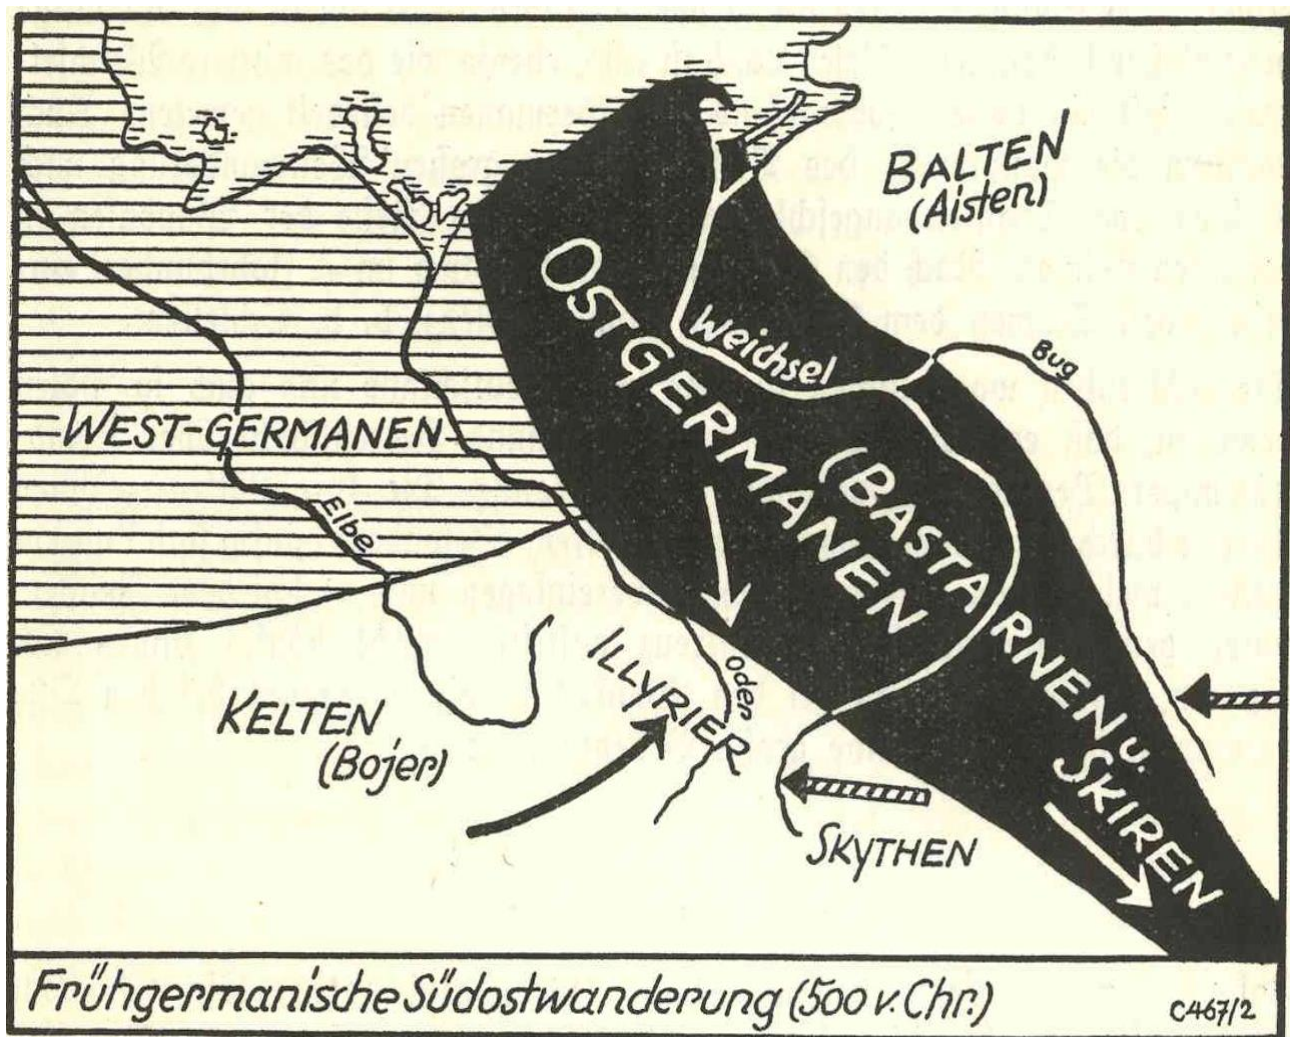 BALTEN
(Aisten)
OSTGERMANEN
Weichsel
Bug
WEST-GERMANEN
(BASTARNEN u.
SKIREN
Elbe
ILLYRIER
Oder
KELTEN
(Bojer)
SKYTHEN
Frühgermanische Südostwanderung (500 v. Chr.)
C467/2